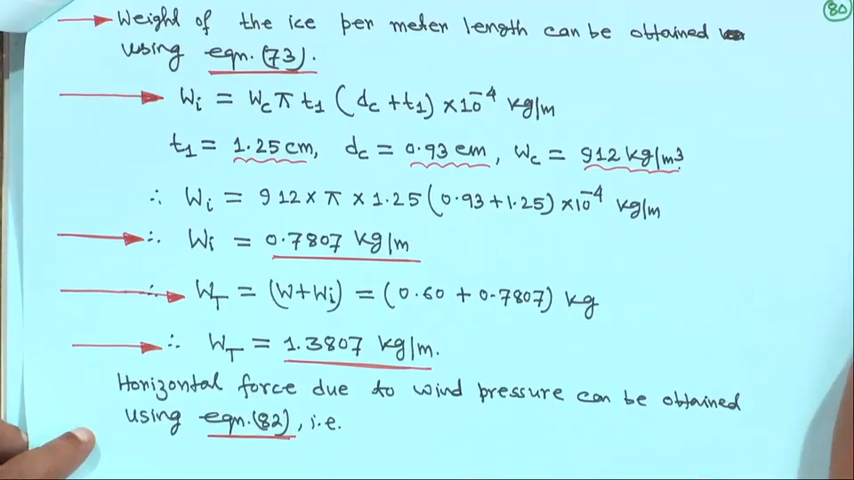 80
→ Weight of the ice per meter length can be obtained
using eqn.(73).
→ Wi = Wc π t1 (dc + t1) ×10⁻⁴ kg/m
t1 = 1.25 cm, dc = 0.93 cm, Wc = 912 kg/m³
∴ Wi = 912 × π × 1.25 (0.93+1.25) ×10⁻⁴ kg/m
→ ∴ Wi = 0.7807 kg/m
→ ∴ WT = (W+Wi) = (0.60 + 0.7807) kg
→ ∴ WT = 1.3807 kg/m.
Horizontal force due to wind pressure can be obtained
using eqn.(82), i.e.